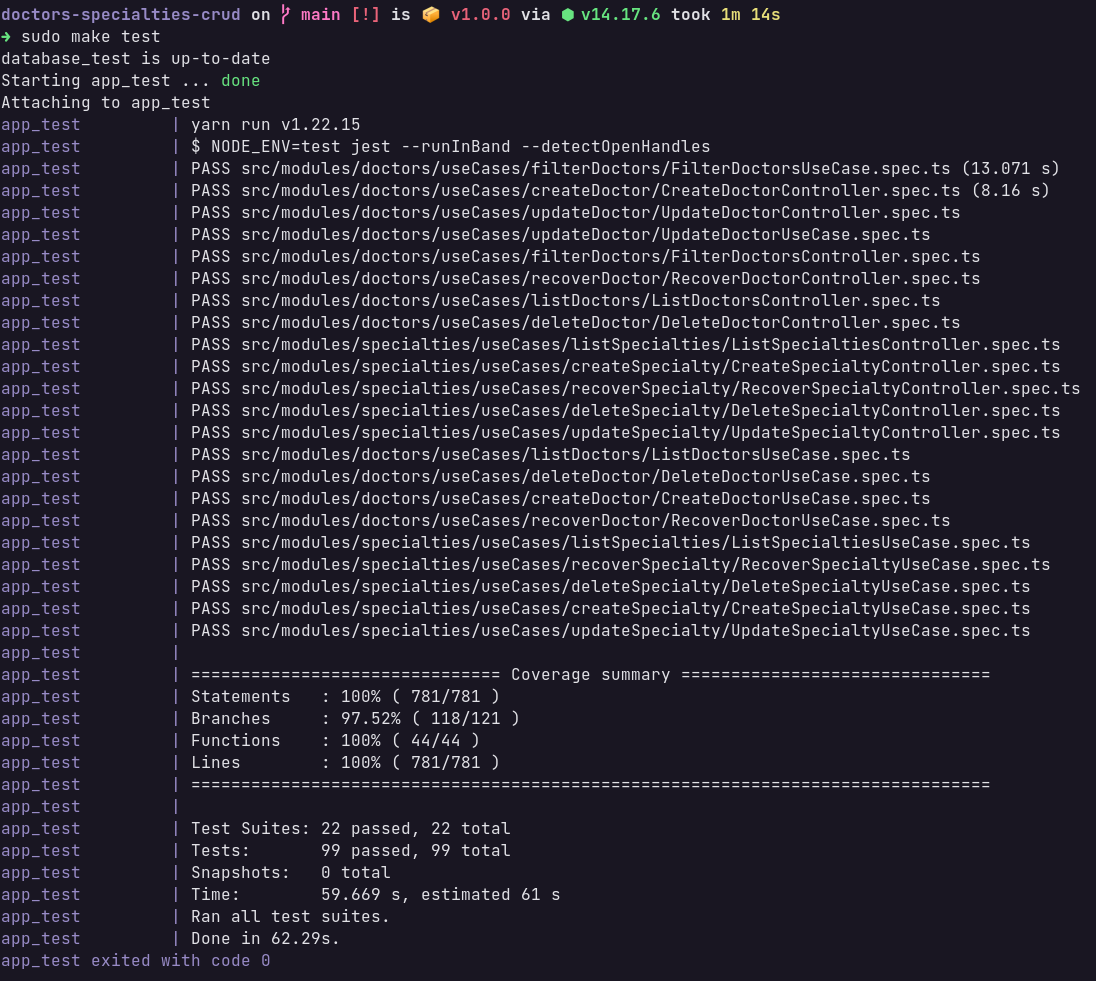 doctors-specialties-crud on main [!] is 📦 v1.0.0 via ⬢ v14.17.6 took 1m 14s
➜ sudo make test
database_test is up-to-date
Starting app_test ... done
Attaching to app_test
app_test         | yarn run v1.22.15
app_test         | $ NODE_ENV=test jest --runInBand --detectOpenHandles
app_test         | PASS src/modules/doctors/useCases/filterDoctors/FilterDoctorsUseCase.spec.ts (13.071 s)
app_test         | PASS src/modules/doctors/useCases/createDoctor/CreateDoctorController.spec.ts (8.16 s)
app_test         | PASS src/modules/doctors/useCases/updateDoctor/UpdateDoctorController.spec.ts
app_test         | PASS src/modules/doctors/useCases/updateDoctor/UpdateDoctorUseCase.spec.ts
app_test         | PASS src/modules/doctors/useCases/filterDoctors/FilterDoctorsController.spec.ts
app_test         | PASS src/modules/doctors/useCases/recoverDoctor/RecoverDoctorController.spec.ts
app_test         | PASS src/modules/doctors/useCases/listDoctors/ListDoctorsController.spec.ts
app_test         | PASS src/modules/doctors/useCases/deleteDoctor/DeleteDoctorController.spec.ts
app_test         | PASS src/modules/specialties/useCases/listSpecialties/ListSpecialtiesController.spec.ts
app_test         | PASS src/modules/specialties/useCases/createSpecialty/CreateSpecialtyController.spec.ts
app_test         | PASS src/modules/specialties/useCases/recoverSpecialty/RecoverSpecialtyController.spec.ts
app_test         | PASS src/modules/specialties/useCases/deleteSpecialty/DeleteSpecialtyController.spec.ts
app_test         | PASS src/modules/specialties/useCases/updateSpecialty/UpdateSpecialtyController.spec.ts
app_test         | PASS src/modules/doctors/useCases/listDoctors/ListDoctorsUseCase.spec.ts
app_test         | PASS src/modules/doctors/useCases/deleteDoctor/DeleteDoctorUseCase.spec.ts
app_test         | PASS src/modules/doctors/useCases/createDoctor/CreateDoctorUseCase.spec.ts
app_test         | PASS src/modules/doctors/useCases/recoverDoctor/RecoverDoctorUseCase.spec.ts
app_test         | PASS src/modules/specialties/useCases/listSpecialties/ListSpecialtiesUseCase.spec.ts
app_test         | PASS src/modules/specialties/useCases/recoverSpecialty/RecoverSpecialtyUseCase.spec.ts
app_test         | PASS src/modules/specialties/useCases/deleteSpecialty/DeleteSpecialtyUseCase.spec.ts
app_test         | PASS src/modules/specialties/useCases/createSpecialty/CreateSpecialtyUseCase.spec.ts
app_test         | PASS src/modules/specialties/useCases/updateSpecialty/UpdateSpecialtyUseCase.spec.ts
app_test         |
app_test         | =============================== Coverage summary ===============================
app_test         | Statements   : 100% ( 781/781 )
app_test         | Branches     : 97.52% ( 118/121 )
app_test         | Functions    : 100% ( 44/44 )
app_test         | Lines        : 100% ( 781/781 )
app_test         | ================================================================================
app_test         |
app_test         | Test Suites: 22 passed, 22 total
app_test         | Tests:       99 passed, 99 total
app_test         | Snapshots:   0 total
app_test         | Time:        59.669 s, estimated 61 s
app_test         | Ran all test suites.
app_test         | Done in 62.29s.
app_test exited with code 0